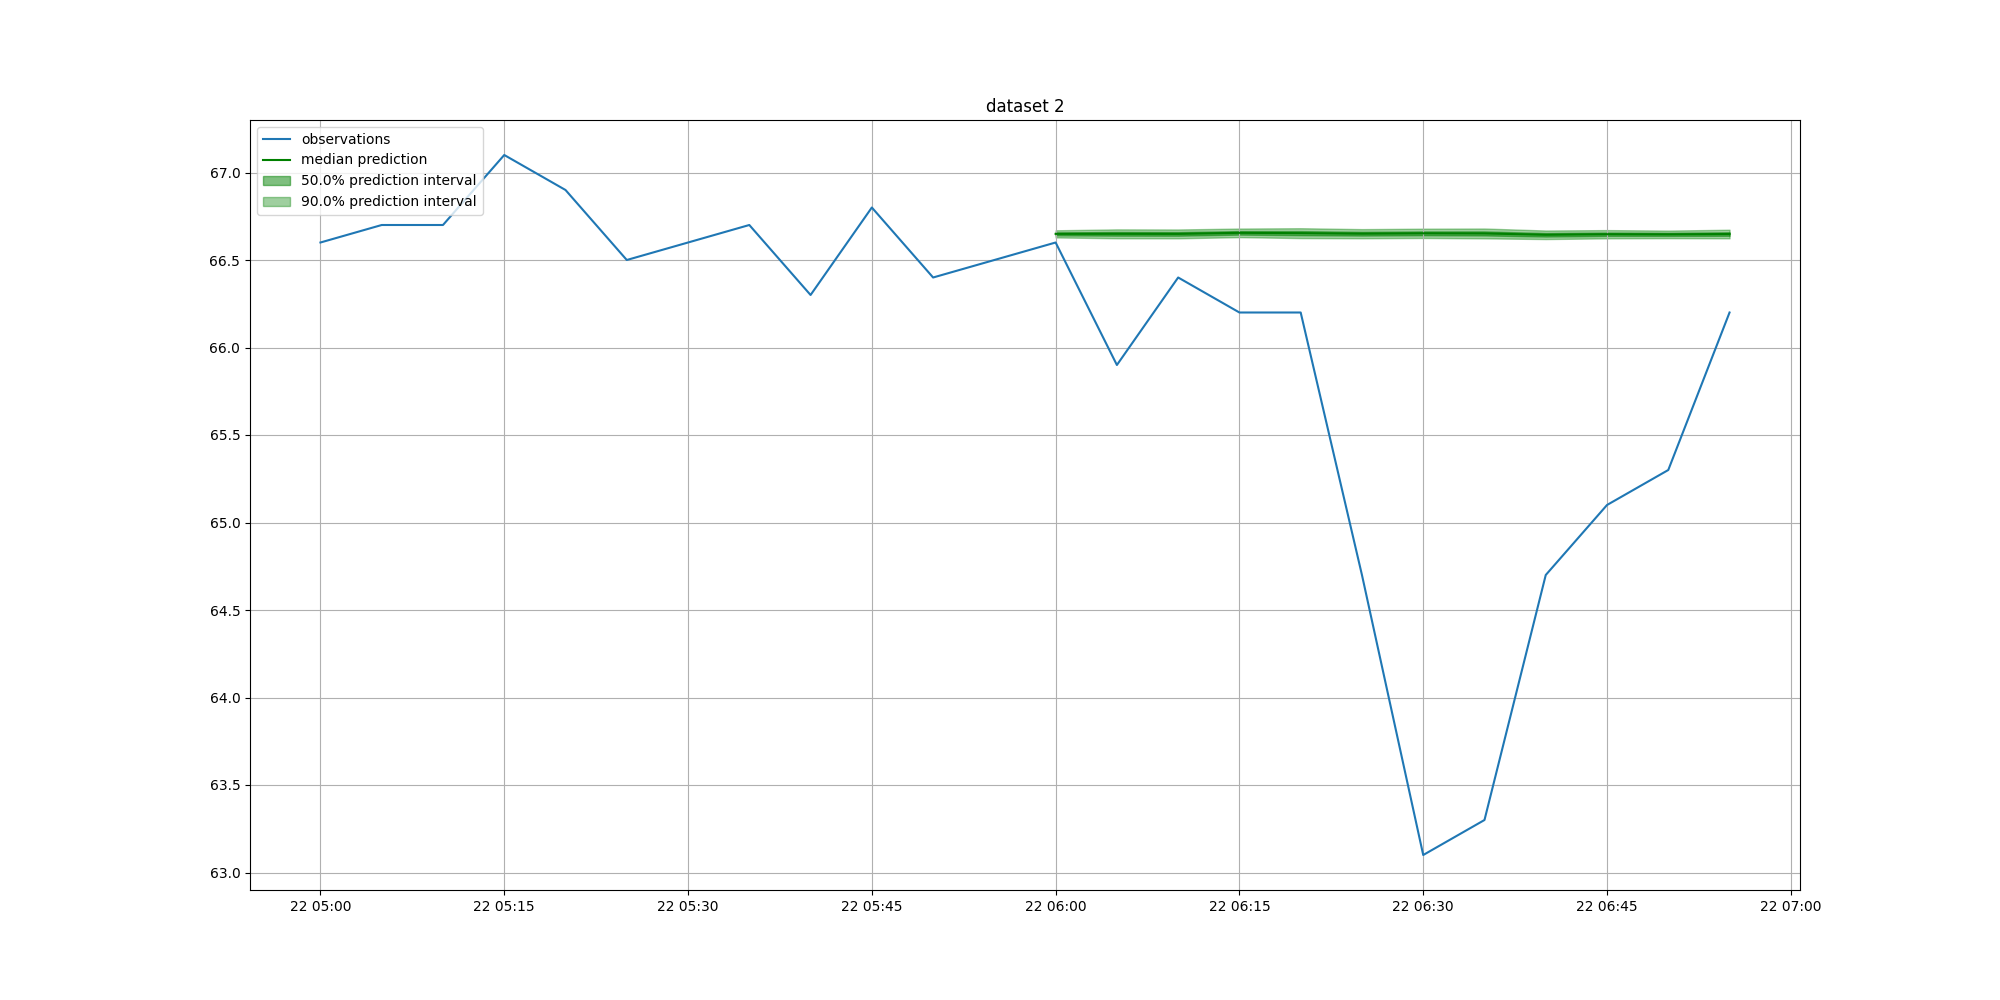 dataset 2
observations
median prediction
50.0% prediction interval
90.0% prediction interval
67.0
66.5
66.0
65.5
65.0
64.5
64.0
63.5
63.0
22 05:00 22 05:15 22 05:30 22 05:45 22 06:00 22 06:15 22 06:30 22 06:45 22 07:00